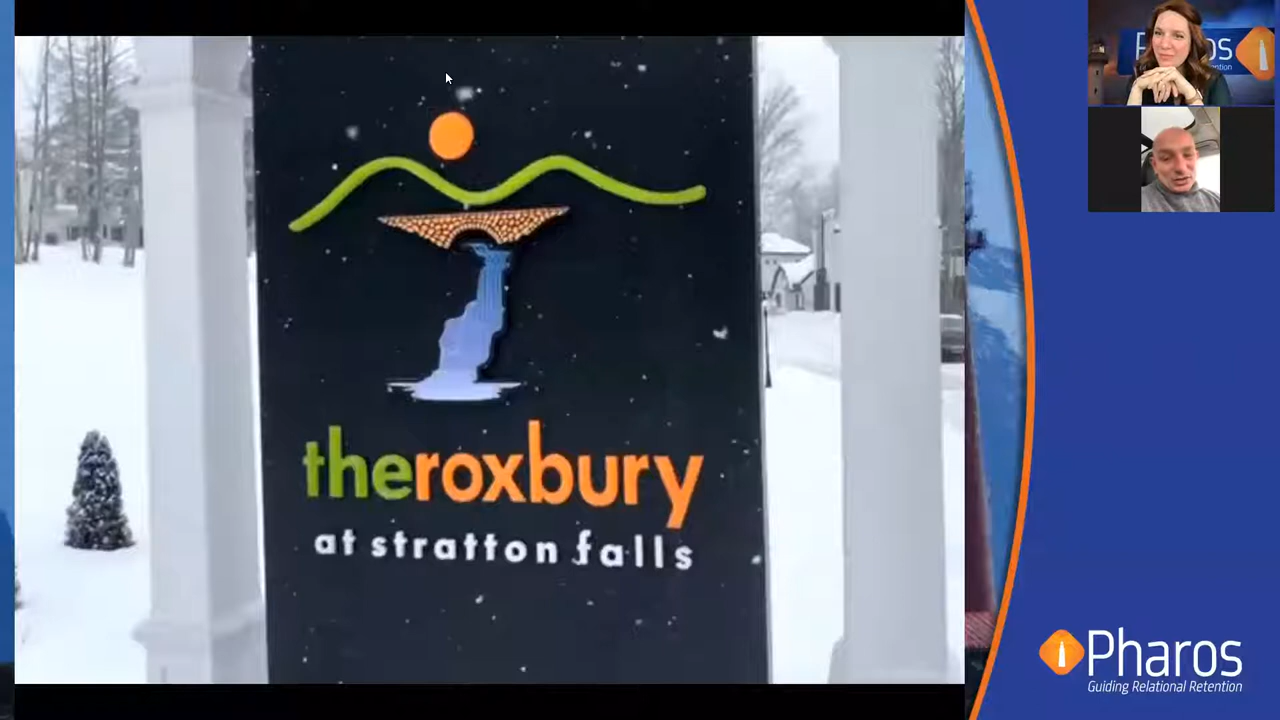 theroxbury
at stratton falls
Pharos
Guiding Relational Retention